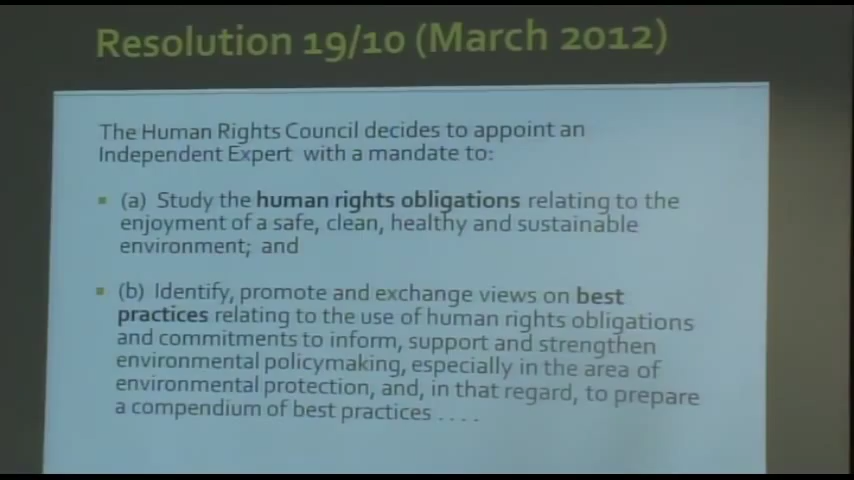 Resolution 19/10 (March 2012)
The Human Rights Council decides to appoint an
Independent Expert with a mandate to:
(a) Study the human rights obligations relating to the
enjoyment of a safe, clean, healthy and sustainable
environment; and
(b) Identify, promote and exchange views on best
practices relating to the use of human rights obligations
and commitments to inform, support and strengthen
environmental policymaking, especially in the area of
environmental protection, and, in that regard, to prepare
a compendium of best practices . . . .